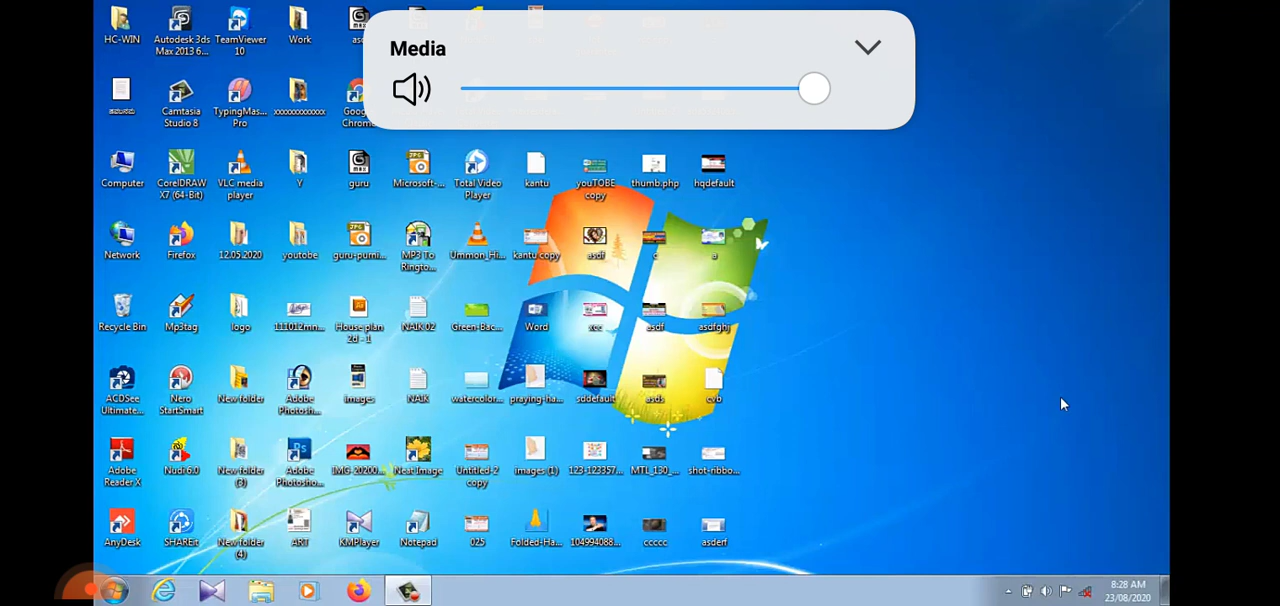 Media
HC-WIN
Autodesk 3ds Max 2013 6...
TeamViewer 10
Work
ಹಾಸನು
Camtasia Studio 8
TypingMas... Pro
xxxxxxxxxxxxx
Computer
CorelDRAW X7 (64-Bit)
VLC media player
Y
guru
Microsoft-...
Total Video Player
kantu
youTOBE copy
thumb.php
hqdefault
Network
Firefox
12.05.2020
youtobe
guru-purni...
MP3 To Ringto...
Ummon_Hi...
kantu copy
asdf
c
a
Recycle Bin
Mp3tag
logo
111012mn...
House plan 2d - 1
NAIK 02
Green-Bac...
Word
xcc
asdf
asdfghj
ACDSee Ultimate...
Nero StartSmart
New folder
Adobe Photosh...
images
NAIK
watercolor...
praying-ha...
sddefault
asds
cvb
Adobe Reader X
Nudi 6.0
New folder (3)
Adobe Photosho...
IMG-20200...
Neat Image
Untitled-2 copy
images (1)
123-123357...
MTL_130_...
shot-ribbo...
AnyDesk
SHAREit
New folder (4)
ART
KMPlayer
Notepad
025
Folded-Ha...
104994088...
ccccc
asderf
8:28 AM
23/08/2020